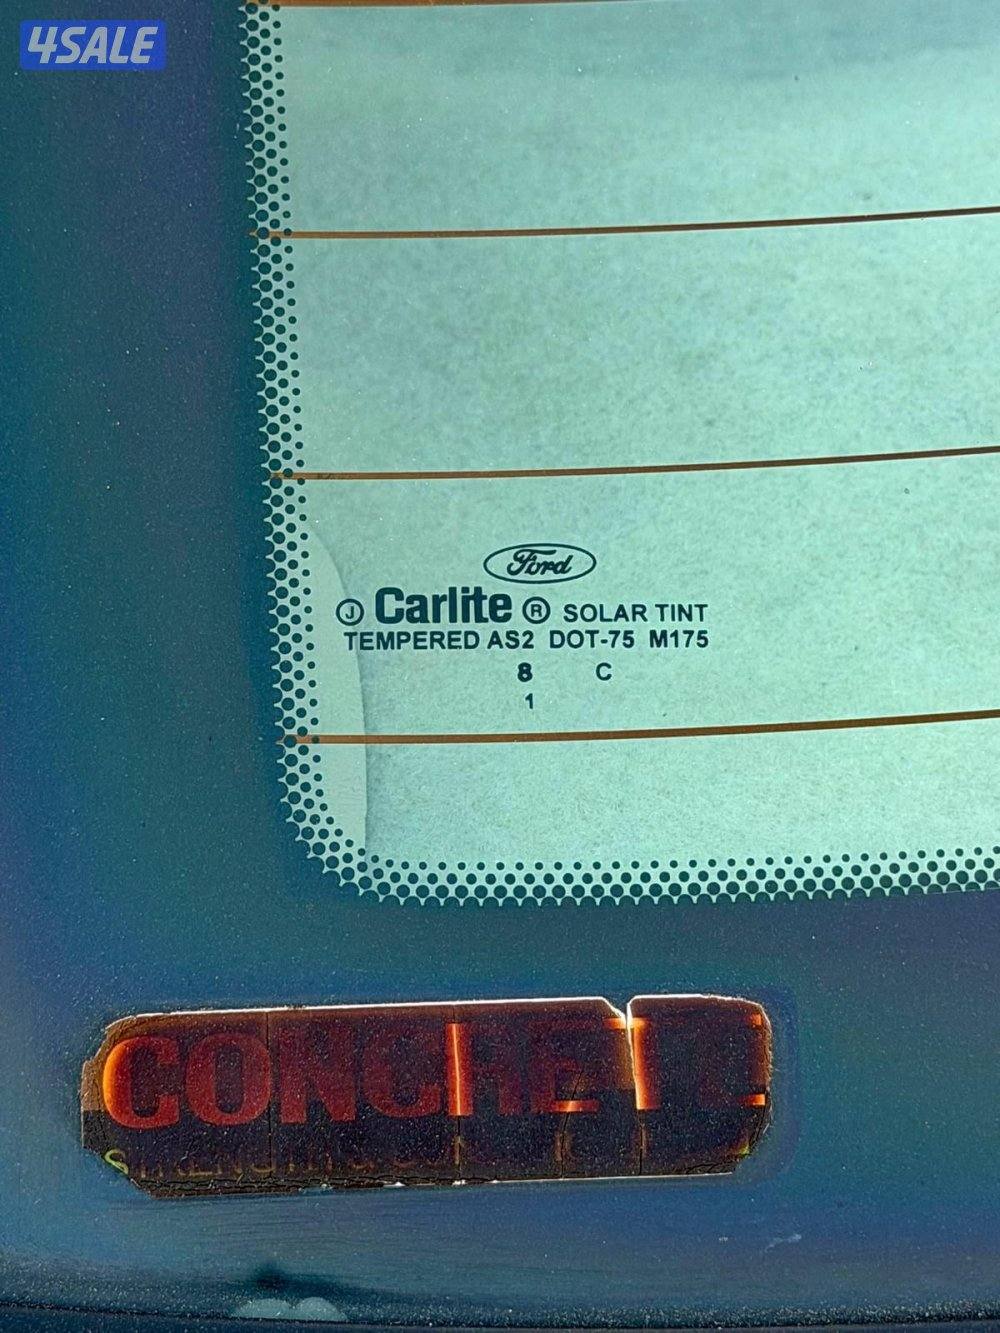 4SALE
Ford
J Carlite ® SOLAR TINT
TEMPERED AS2 DOT-75 M175
8 C
1
CONCRETE